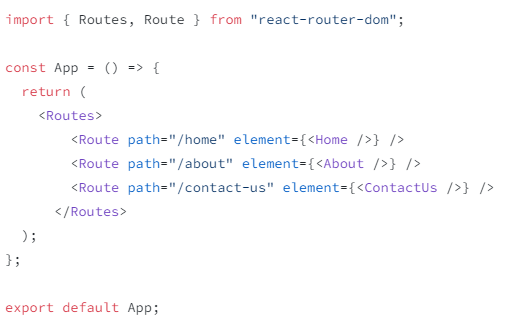 import { Routes, Route } from "react-router-dom";

const App = () => {
  return (
    <Routes>
        <Route path="/home" element={<Home />} />
        <Route path="/about" element={<About />} />
        <Route path="/contact-us" element={<ContactUs />} />
      </Routes>
  );
};

export default App;